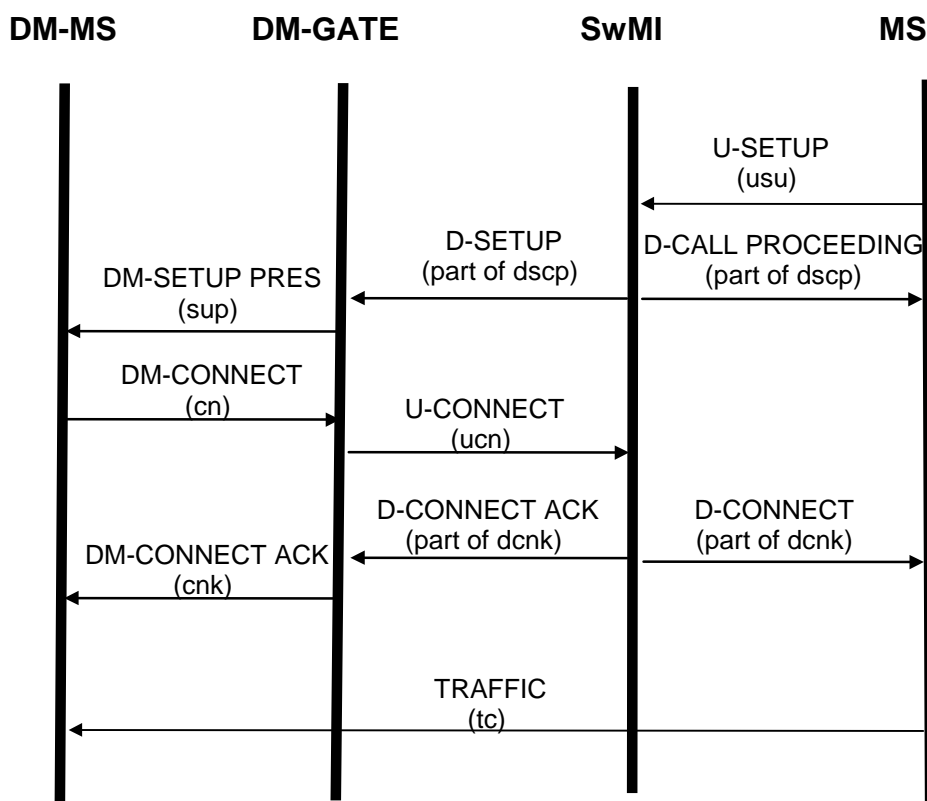 DM-MS DM-GATE SwMI MS
U-SETUP
(usu)
D-SETUP
(part of dscp)
D-CALL PROCEEDING
(part of dscp)
DM-SETUP PRES
(sup)
DM-CONNECT
(cn)
U-CONNECT
(ucn)
D-CONNECT ACK
(part of dcnk)
D-CONNECT
(part of dcnk)
DM-CONNECT ACK
(cnk)
TRAFFIC
(tc)